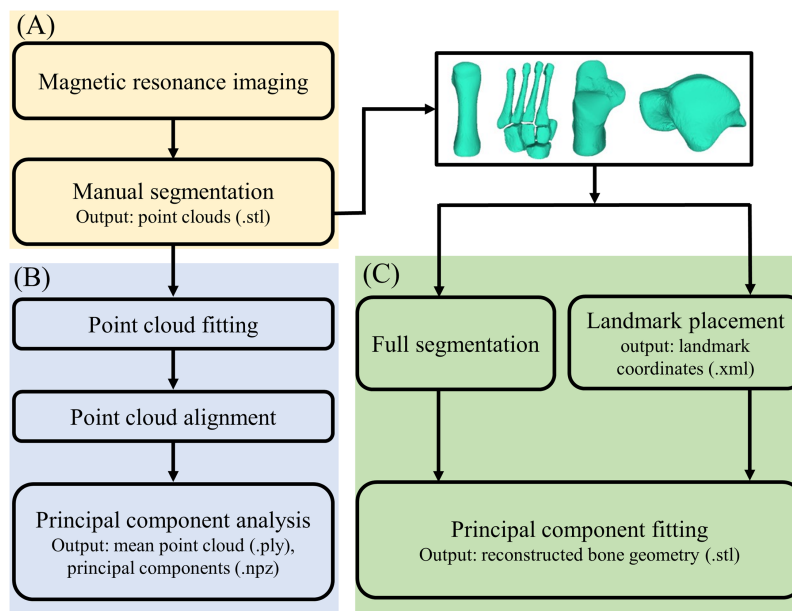 (A)
Magnetic resonance imaging
Manual segmentation
Output: point clouds (.stl)
(B)
Point cloud fitting
Point cloud alignment
Principal component analysis
Output: mean point cloud (.ply),
principal components (.npz)
(C)
Full segmentation
Landmark placement
output: landmark
coordinates (.xml)
Principal component fitting
Output: reconstructed bone geometry (.stl)